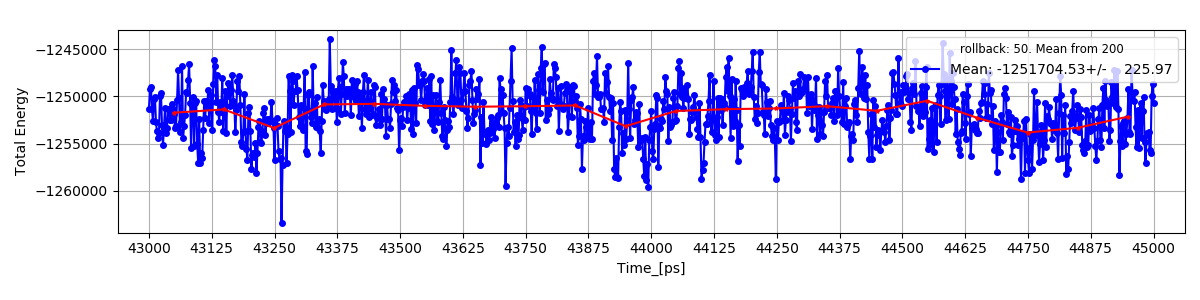 rollback: 50. Mean from 200
Mean: -1251704.53+/- 225.97
Total Energy
−1245000
−1250000
−1255000
−1260000
43000 43125 43250 43375 43500 43625 43750 43875 44000 44125 44250 44375 44500 44625 44750 44875 45000
Time_[ps]